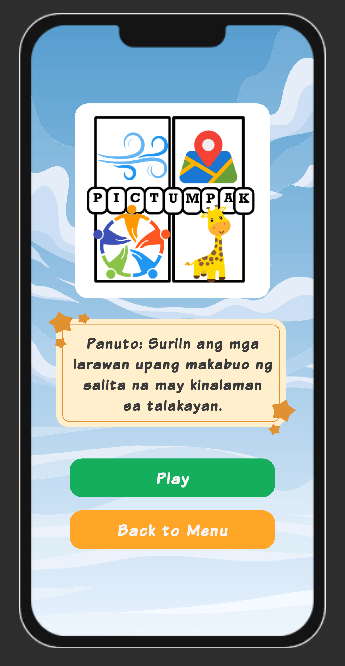 PICTUMPAK
Panuto: Suriin ang mga
larawan upang makabuo ng
salita na may kinalaman
sa talakayan.
Play
Back to Menu